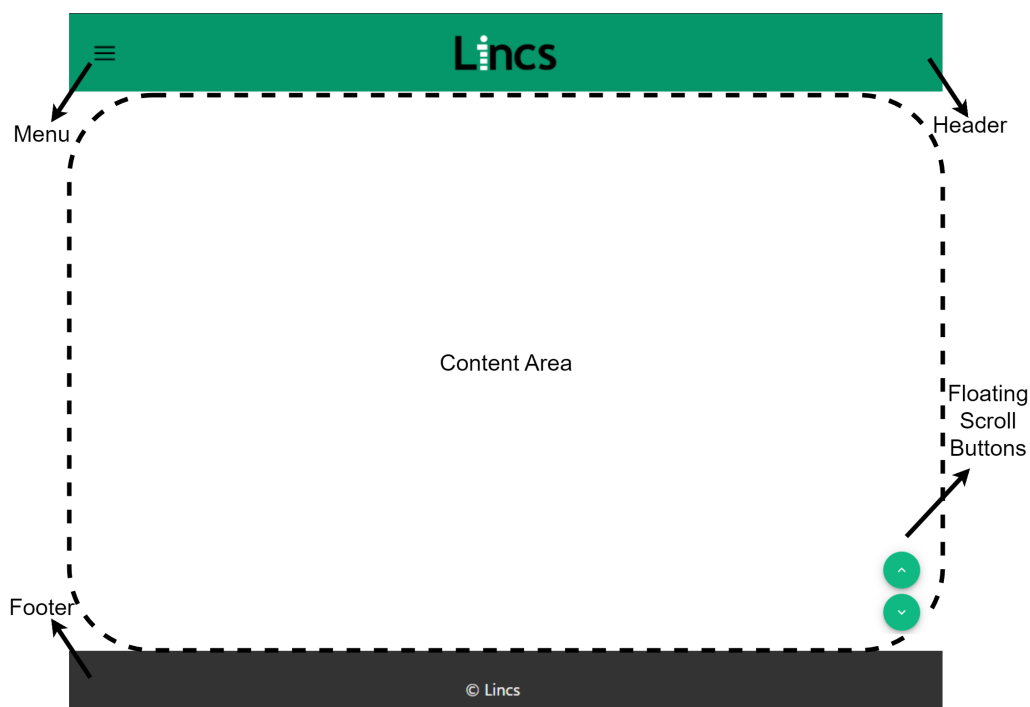 Lincs
Menu
Header
Content Area
Floating
Scroll
Buttons
Footer
© Lincs